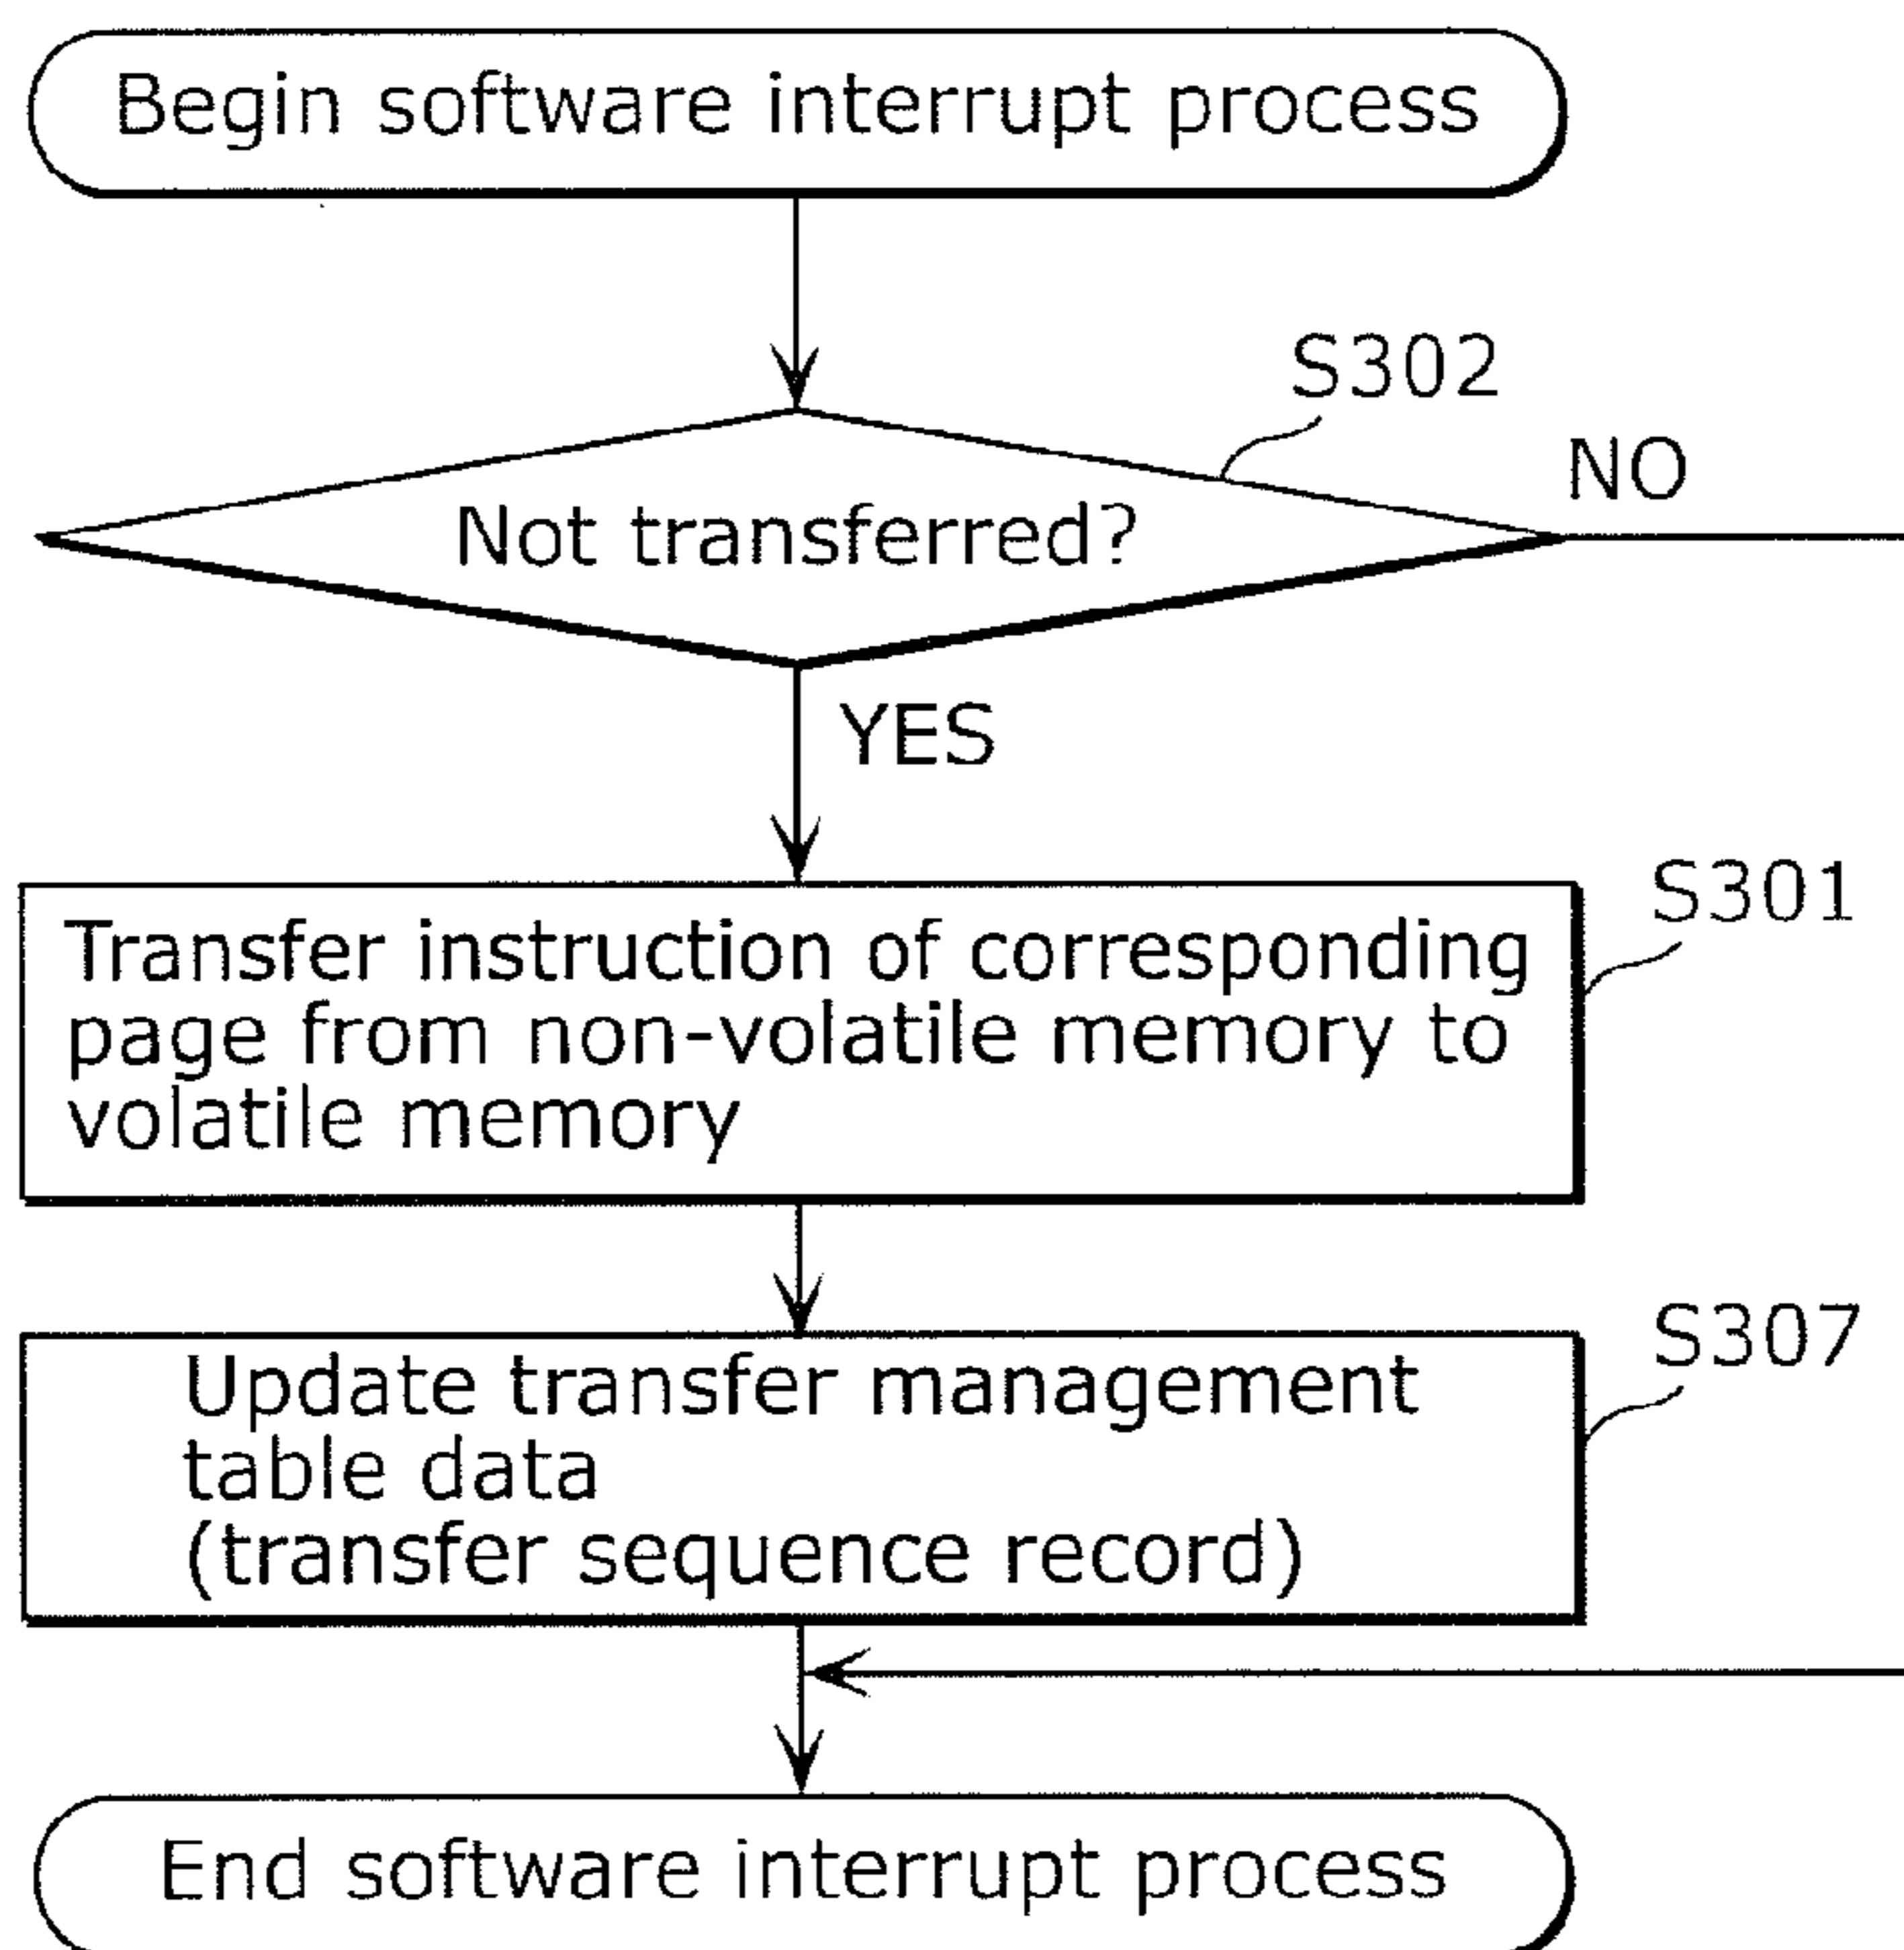 Begin software interrupt process
S302
NO
Not transferred?
YES
S301
Transfer instruction of corresponding
page from non-volatile memory to
volatile memory
S307
Update transfer management
table data
(transfer sequence record)
End software interrupt process